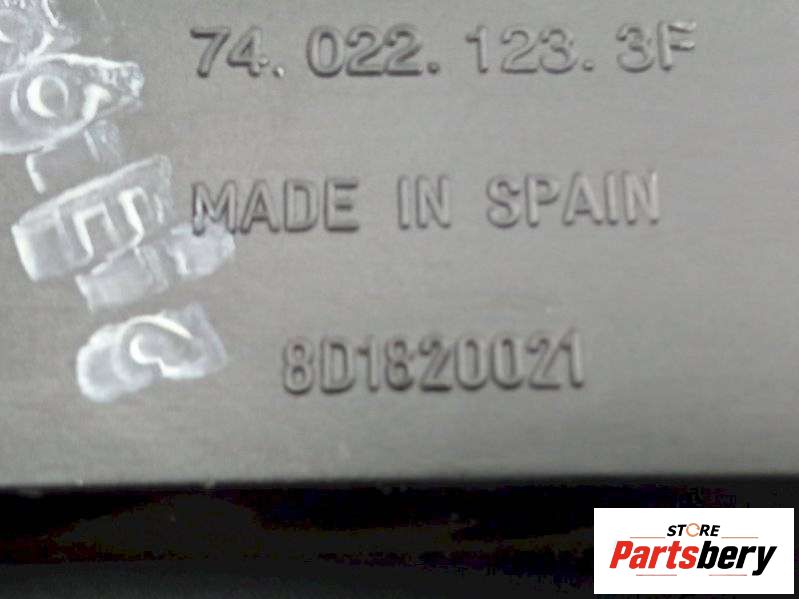 74. 022. 123. 3F
MADE IN SPAIN
8D1820021
STORE
Partsbery